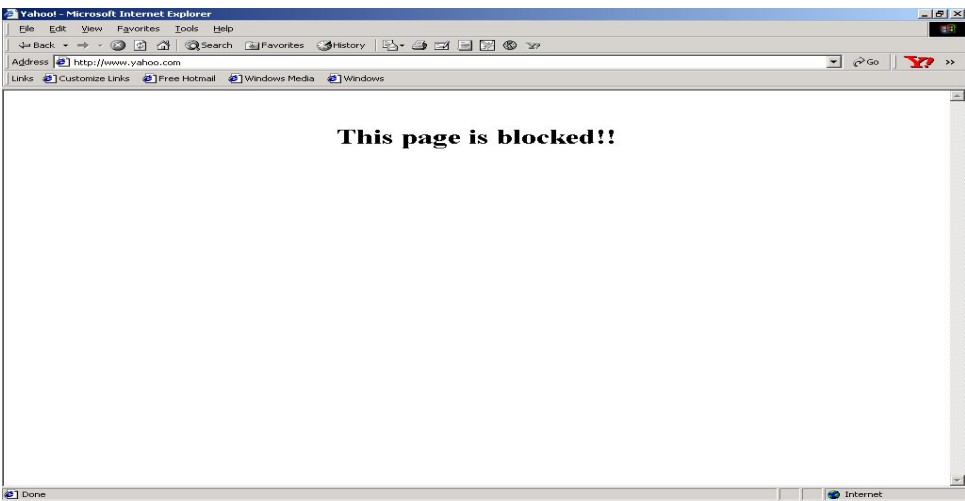 Yahoo! - Microsoft Internet Explorer
File Edit View Favorites Tools Help
Back Search Favorites History
Address http://www.yahoo.com Go Y! »
Links Customize Links Free Hotmail Windows Media Windows
This page is blocked!!
Done Internet